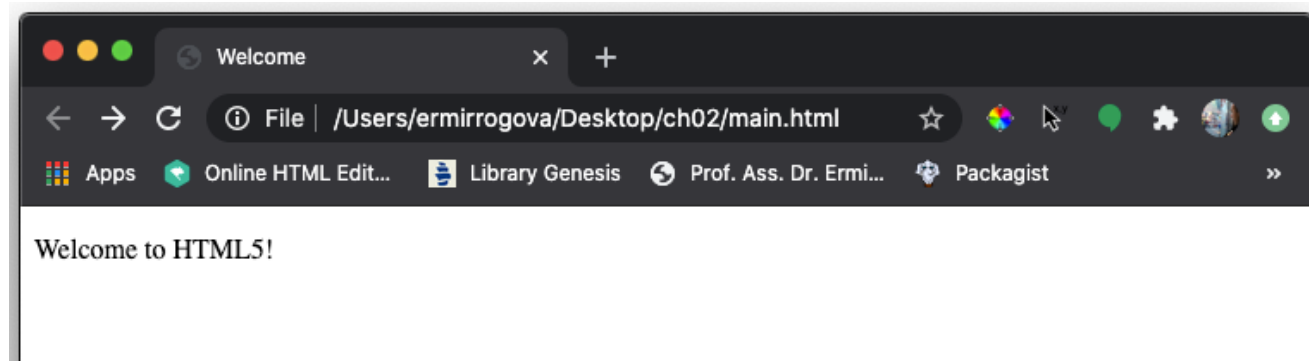 Welcome
File /Users/ermirrogova/Desktop/ch02/main.html
Apps Online HTML Edit... Library Genesis Prof. Ass. Dr. Ermi... Packagist »
Welcome to HTML5!